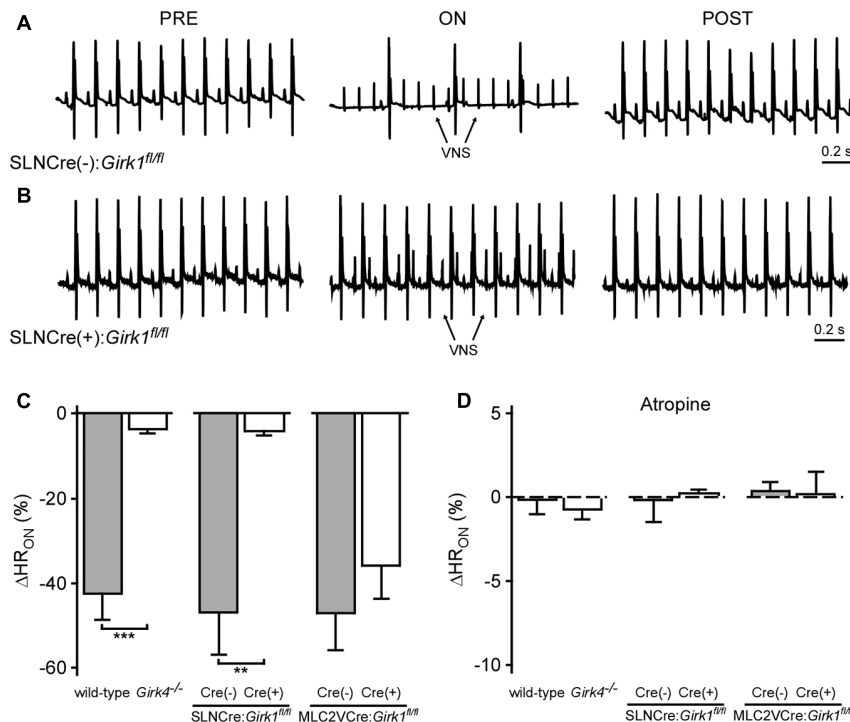 A
PRE
ON
POST
VNS
SLNCre(-):Girk1fl/fl
0.2 s
B
VNS
SLNCre(+):Girk1fl/fl
0.2 s
C
0
-20
-40
-60
ΔHRON (%)
***
**
wild-type Girk4-/-
Cre(-) Cre(+)
SLNCre:Girk1fl/fl
Cre(-) Cre(+)
MLC2VCre:Girk1fl/fl
D
Atropine
5
0
-5
-10
ΔHRON (%)
wild-type Girk4-/-
Cre(-) Cre(+)
SLNCre:Girk1fl/fl
Cre(-) Cre(+)
MLC2VCre:Girk1fl/fl